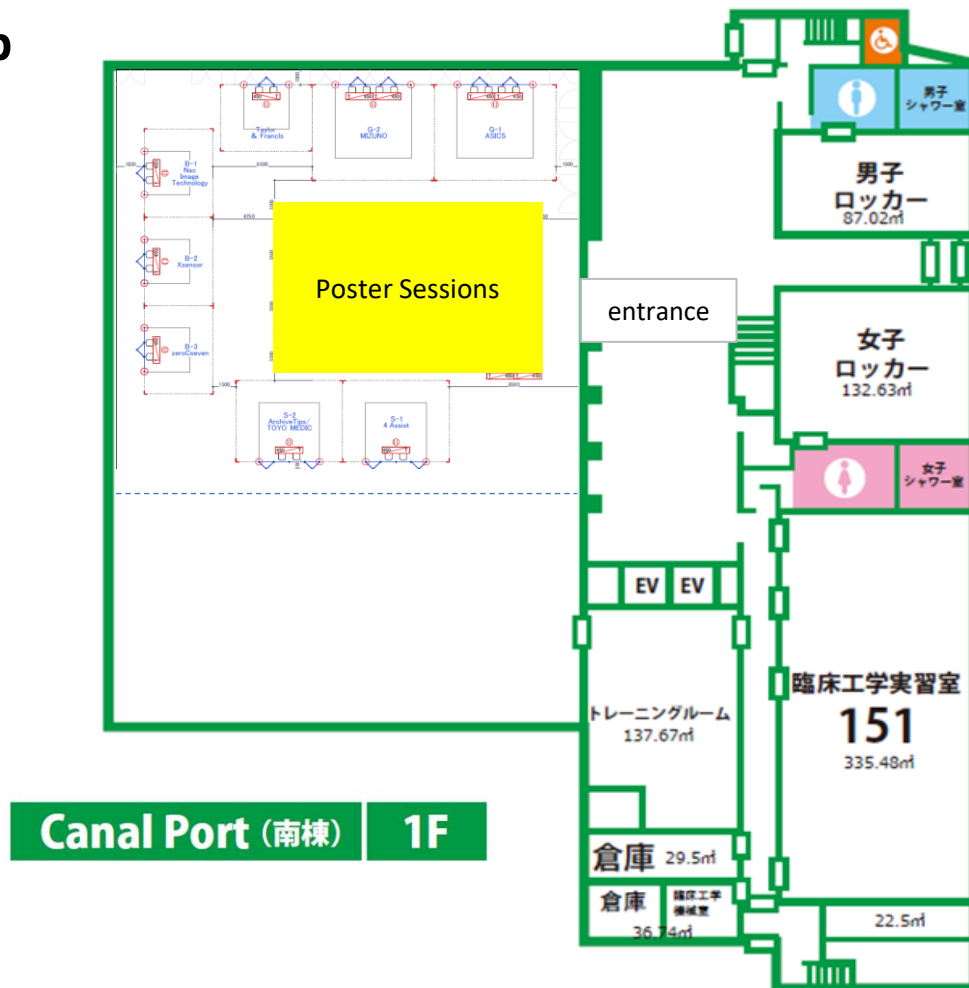 p
男子
シャワー室
Taylor
& Francis
G-2
MIZUNO
G-1
ASICS
B-1
Nac
Image
Technology
男子
ロッカー
87.02㎡
B-2
Xsensor
Poster Sessions
entrance
B-3
zeroCseven
女子
ロッカー
132.63㎡
S-2
ArchiveTips/
TOYO MEDIC
S-1
4 Assist
女子
シャワー室
EV
EV
トレーニングルーム
137.67㎡
臨床工学実習室
151
335.48㎡
Canal Port (南棟) 1F
倉庫 29.5㎡
倉庫
臨床工学
機械室
36.74㎡
22.5㎡